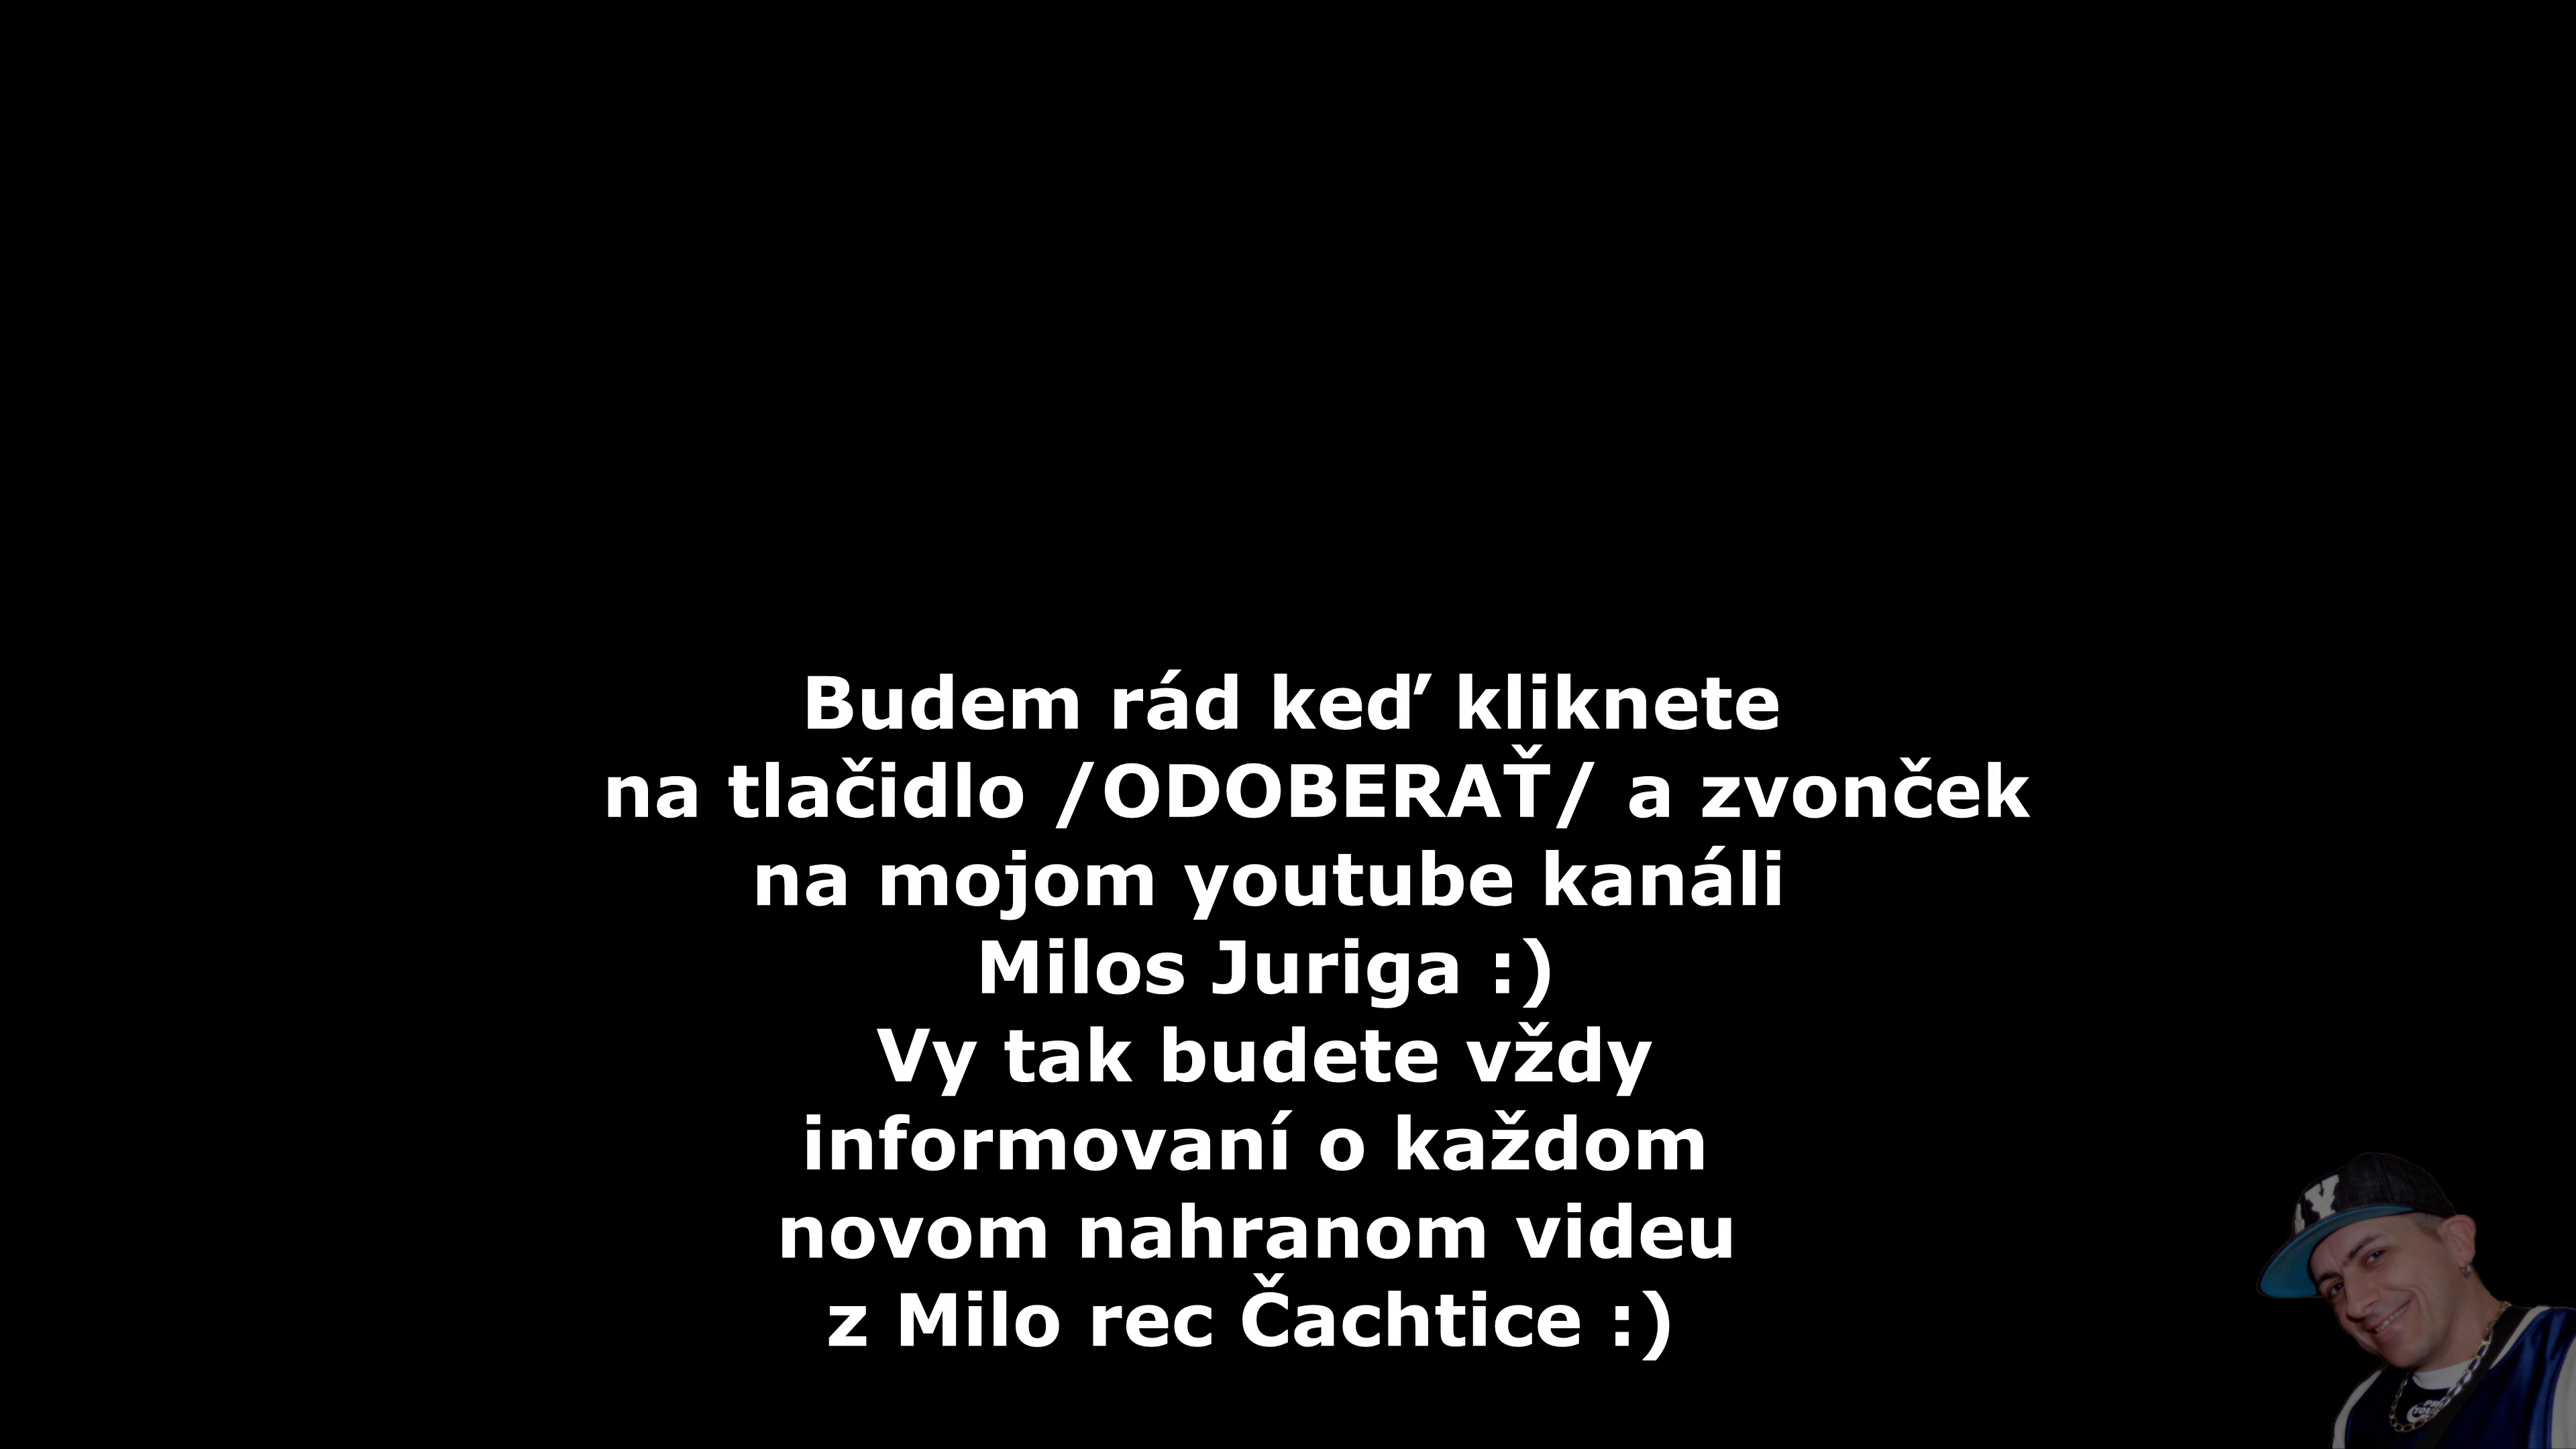 Budem rád keď kliknete
na tlačidlo /ODOBERAŤ/ a zvonček
na mojom youtube kanáli
Milos Juriga :)
Vy tak budete vždy
informovaní o každom
novom nahranom videu
z Milo rec Čachtice :)